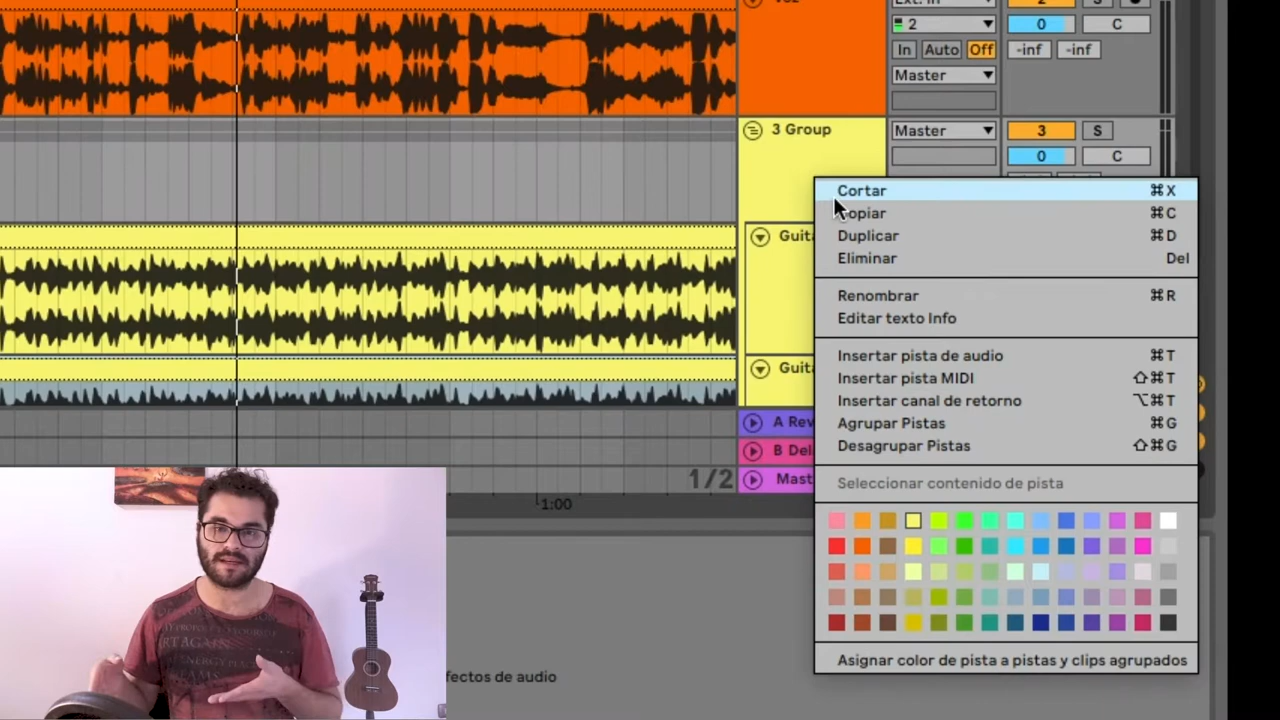 2 S
2 0 C
In Auto Off -inf -inf
Master
3 Group Master 3 S
0 C
Cortar ⌘X
Copiar ⌘C
Duplicar ⌘D
Eliminar Del
Renombrar ⌘R
Editar texto Info
Insertar pista de audio ⌘T
Insertar pista MIDI ⇧⌘T
Insertar canal de retorno ⌥⌘T
Agrupar Pistas ⌘G
Desagrupar Pistas ⇧⌘G
Seleccionar contenido de pista
Asignar color de pista a pistas y clips agrupados
Guita
Guita
A Rev
B Del
1/2 Mast
1:00
fectos de audio